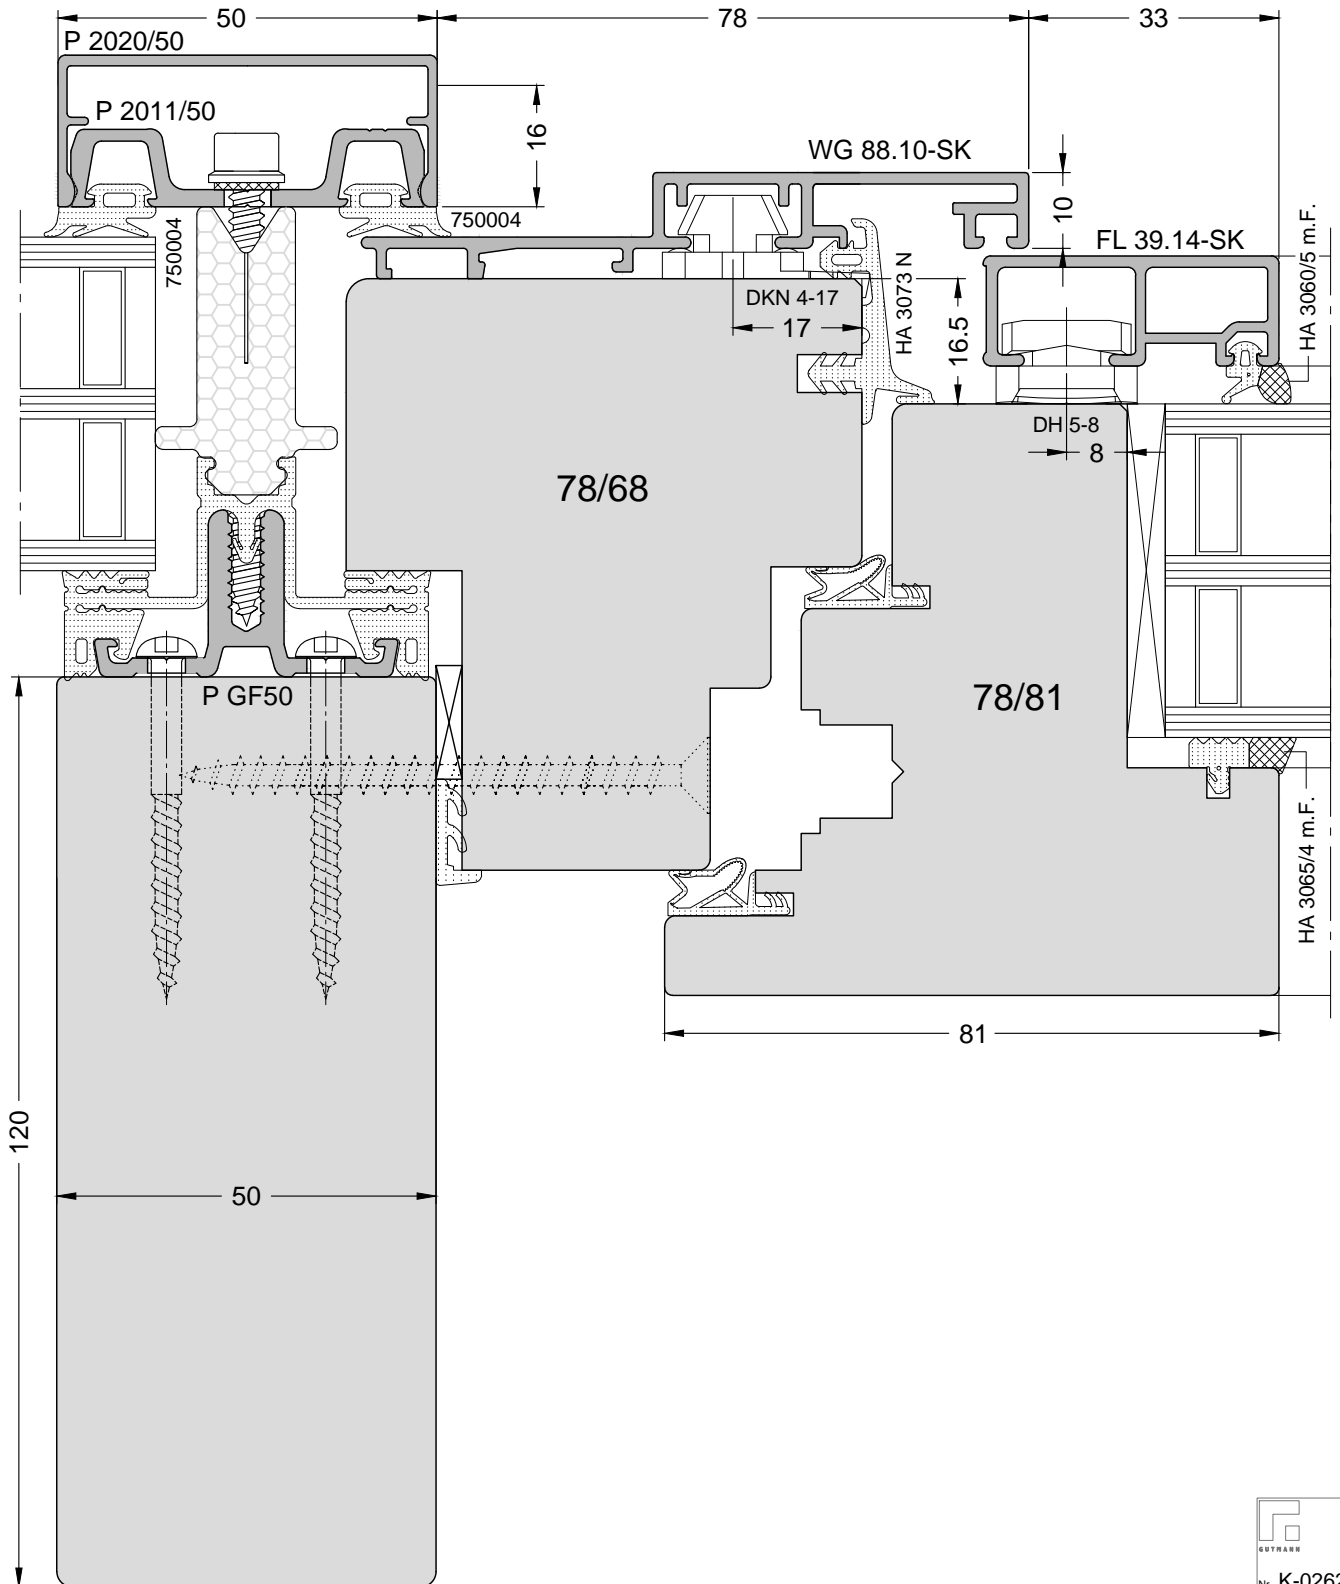 50
78
33
P 2020/50
P 2011/50
16
WG 88.10-SK
10
FL 39.14-SK
HA 3060/5 m.F.
750004
750004
DKN 4-17
17
HA 3073 N
16.5
DH 5-8
8
78/68
78/81
P GF50
HA 3065/4 m.F.
81
120
50
GUTMANN
Nr. K-0262